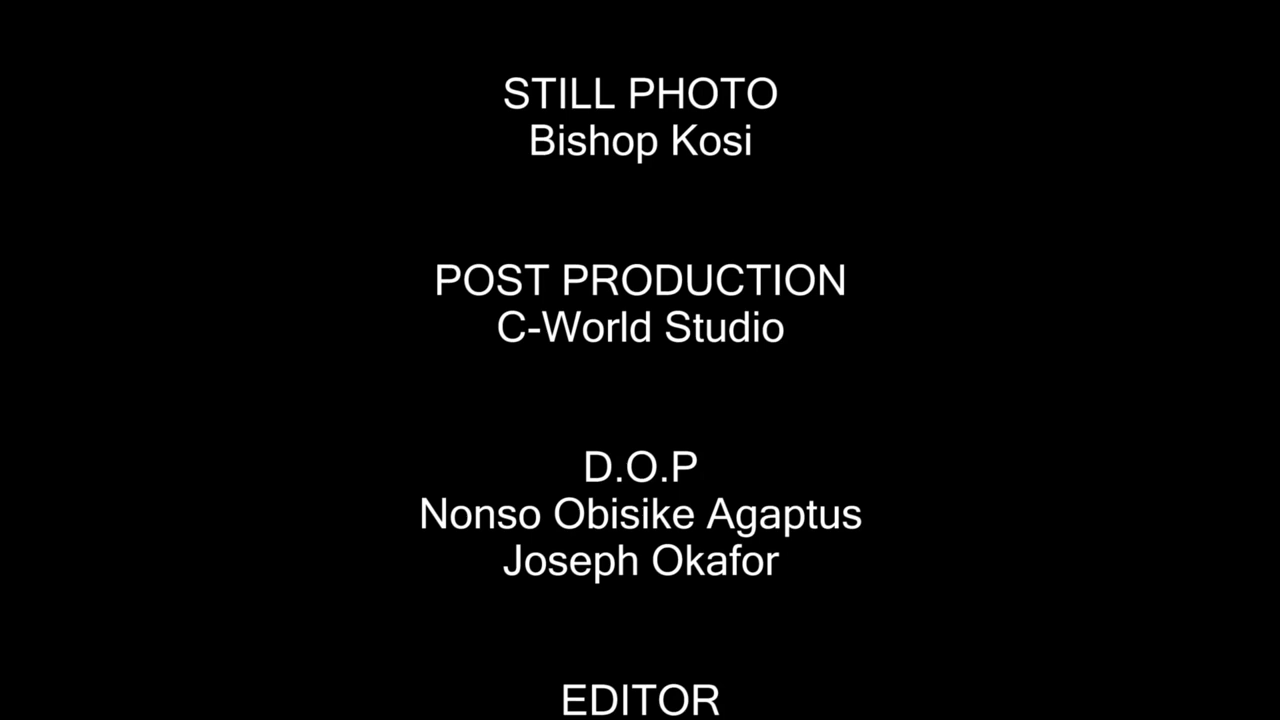 STILL PHOTO
Bishop Kosi
POST PRODUCTION
C-World Studio
D.O.P
Nonso Obisike Agaptus
Joseph Okafor
EDITOR